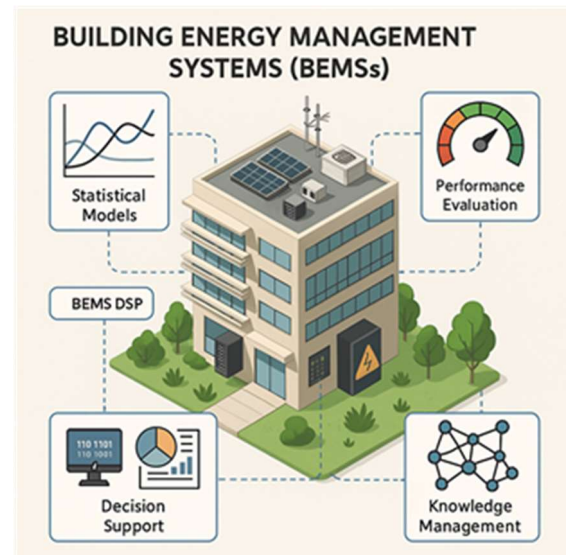 BUILDING ENERGY MANAGEMENT
SYSTEMS (BEMSs)
Statistical
Models
Performance
Evaluation
BEMS DSP
110 1101
110 1001
Decision
Support
Knowledge
Management